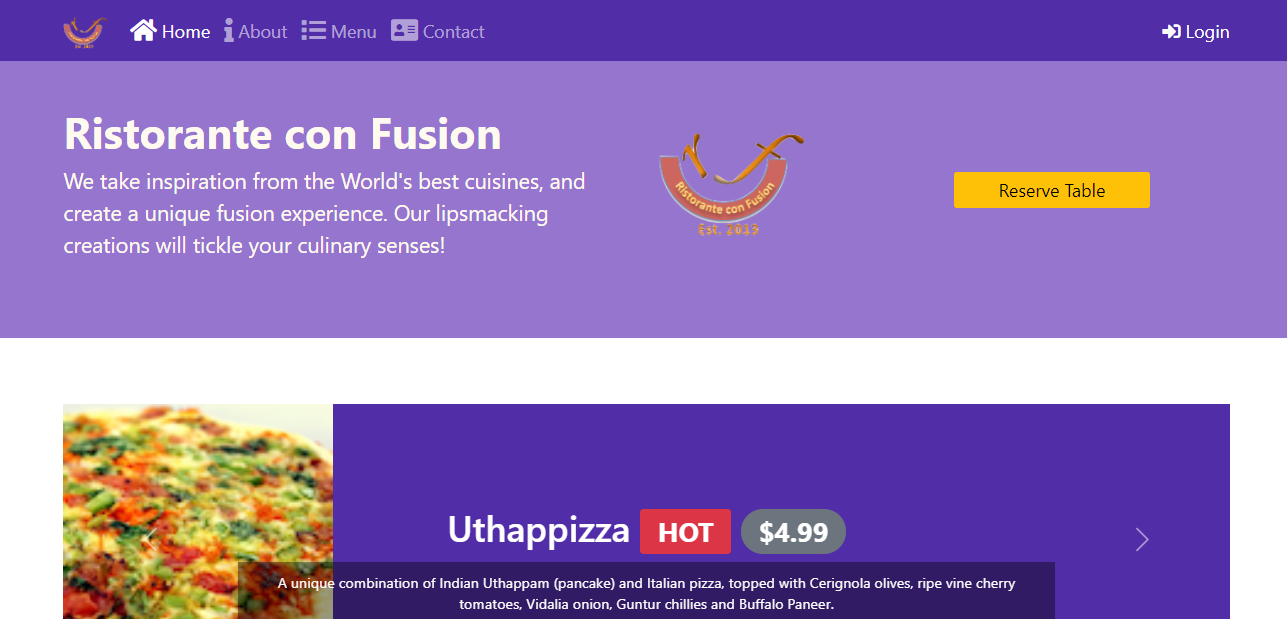 Home About Menu Contact Login
Ristorante con Fusion
We take inspiration from the World's best cuisines, and
create a unique fusion experience. Our lipsmacking
creations will tickle your culinary senses!
Ristorante con Fusion
Est. 2015
Reserve Table
Uthappizza HOT $4.99
A unique combination of Indian Uthappam (pancake) and Italian pizza, topped with Cerignola olives, ripe vine cherry
tomatoes, Vidalia onion, Guntur chillies and Buffalo Paneer.